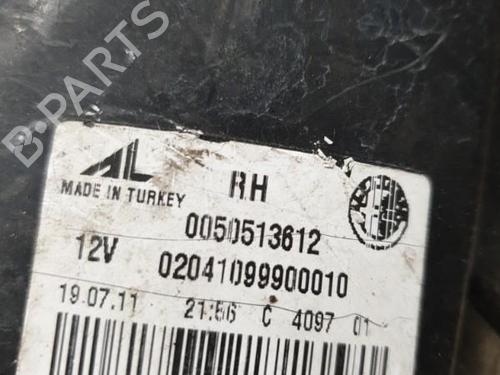 B-PARTS
AL
RH
MADE IN TURKEY
0050513612
12V
02041099900010
19.07.11 21:56 C 4097 01